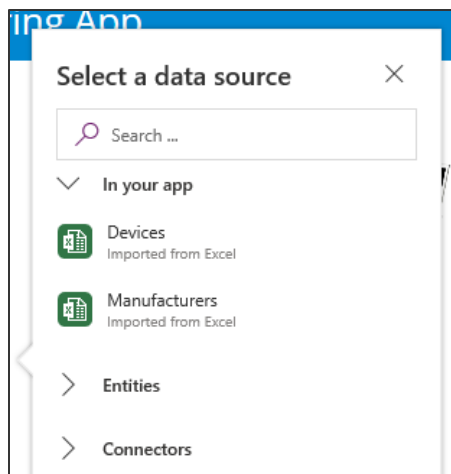 ring App
Select a data source
Search ...
In your app
Devices
Imported from Excel
Manufacturers
Imported from Excel
Entities
Connectors